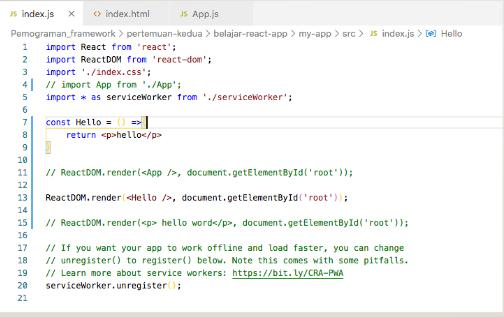 JS index.js × <> index.html JS App.js
Pemograman_framework > pertemuan-kedua > belajar-react-app > my-app > src > JS index.js > Hello
1 import React from 'react';
2 import ReactDOM from 'react-dom';
3 import './index.css';
4 // import App from './App';
5 import * as serviceWorker from './serviceWorker';
6
7 const Hello = () =>{
8 return <p>hello</p>
9 }
10
11 // ReactDOM.render(<App />, document.getElementById('root'));
12
13 ReactDOM.render(<Hello />, document.getElementById('root'));
14
15 // ReactDOM.render(<p> hello word</p>, document.getElementById('root'));
16
17 // If you want your app to work offline and load faster, you can change
18 // unregister() to register() below. Note this comes with some pitfalls.
19 // Learn more about service workers: https://bit.ly/CRA-PWA
20 serviceWorker.unregister();
21